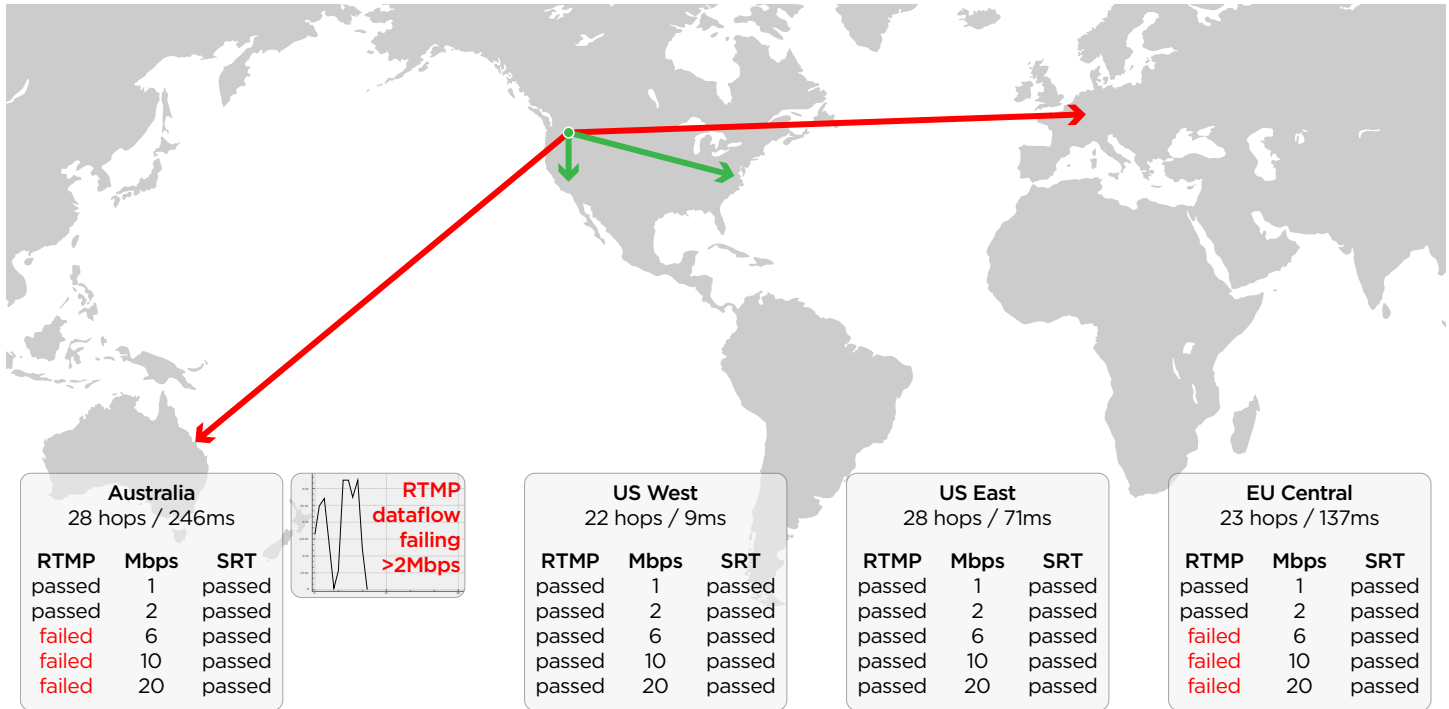 Australia
28 hops / 246ms
RTMP Mbps SRT
passed 1 passed
passed 2 passed
failed 6 passed
failed 10 passed
failed 20 passed
RTMP
dataflow
failing
>2Mbps
US West
22 hops / 9ms
RTMP Mbps SRT
passed 1 passed
passed 2 passed
passed 6 passed
passed 10 passed
passed 20 passed
US East
28 hops / 71ms
RTMP Mbps SRT
passed 1 passed
passed 2 passed
passed 6 passed
passed 10 passed
passed 20 passed
EU Central
23 hops / 137ms
RTMP Mbps SRT
passed 1 passed
passed 2 passed
failed 6 passed
failed 10 passed
failed 20 passed